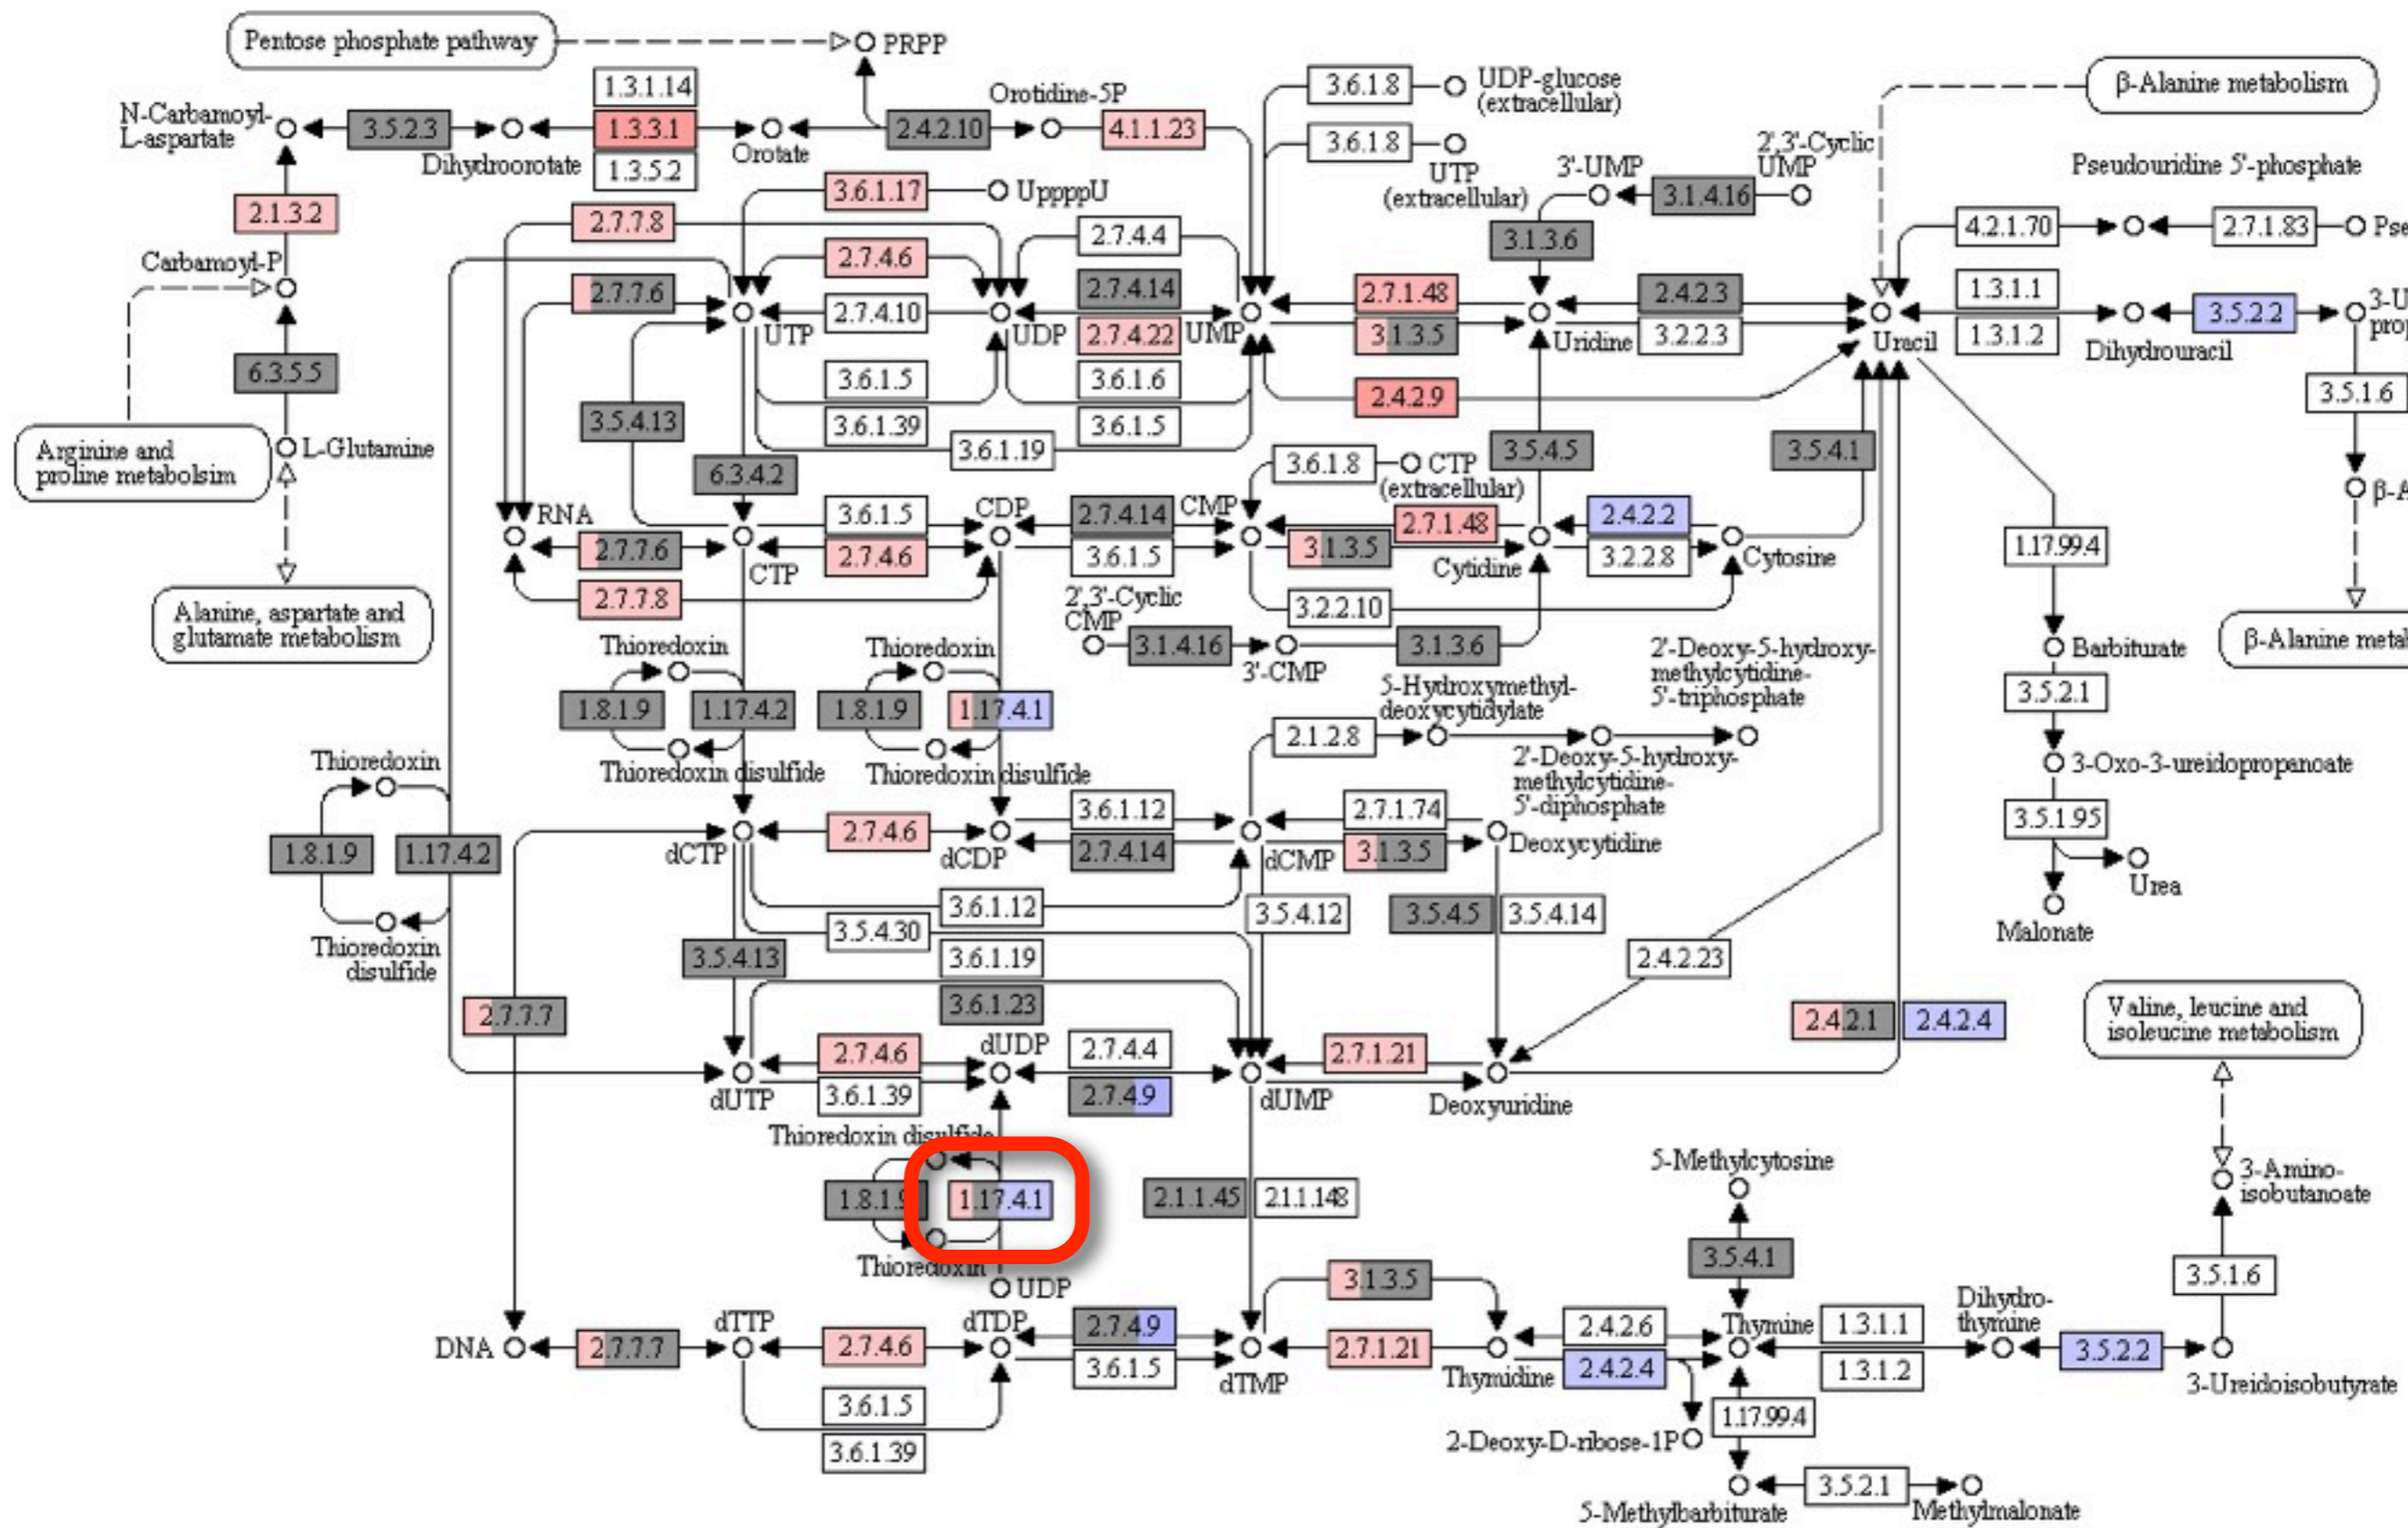 Pentose phosphate pathway
PRPP
1.3.1.14
Orotidine-5P
3.6.1.8
UDP-glucose
(extracellular)
β-Alanine metabolism
N-Carbamoyl-
L-aspartate
3.5.2.3
1.3.3.1
2.4.2.10
4.1.1.23
Dihydroorotate
Orotate
1.3.5.2
3.6.1.8
UTP
(extracellular)
3'-UMP
2',3'-Cyclic
UMP
Pseudouridine 5'-phosphate
2.1.3.2
3.6.1.17
UppppU
3.1.4.16
2.7.7.8
2.7.4.4
3.1.3.6
4.2.1.70
2.7.1.83
Pse
Carbamoyl-P
2.7.4.6
2.7.7.6
2.7.4.14
2.7.1.48
2.4.2.3
1.3.1.1
3.5.2.2
3-U
prop
UTP
2.7.4.10
UDP
2.7.4.22
UMP
3.1.3.5
Uridine
3.2.2.3
Uracil
1.3.1.2
Dihydrouracil
6.3.5.5
3.6.1.5
3.6.1.6
2.4.2.9
3.5.1.6
3.5.4.13
3.6.1.39
3.6.1.5
Arginine and
proline metabolsim
L-Glutamine
3.6.1.19
3.6.1.8
CTP
(extracellular)
3.5.4.5
3.5.4.1
6.3.4.2
β-A
RNA
3.6.1.5
CDP
2.7.4.14
CMP
2.7.1.48
2.4.2.2
2.7.7.6
CTP
2.7.4.6
3.6.1.5
3.1.3.5
Cytidine
3.2.2.8
Cytosine
1.17.99.4
2.7.7.8
2',3'-Cyclic
CMP
3.2.2.10
Alanine, aspartate and
glutamate metabolism
3.1.4.16
3'-CMP
3.1.3.6
Barbiturate
β-Alanine metal
Thioredoxin
Thioredoxin
5-Hydroxymethyl-
deoxycytidylate
2'-Deoxy-5-hydroxy-
methylcytidine-
5'-triphosphate
3.5.2.1
1.8.1.9
1.17.4.2
1.8.1.9
1.17.4.1
2.1.2.8
Thioredoxin disulfide
Thioredoxin disulfide
2'-Deoxy-5-hydroxy-
methylcytidine-
5'-diphosphate
3-Oxo-3-ureidopropanoate
Thioredoxin
3.6.1.12
2.7.1.74
3.5.1.95
1.8.1.9
1.17.4.2
dCTP
2.7.4.6
dCDP
2.7.4.14
dCMP
3.1.3.5
Deoxycytidine
Urea
3.6.1.12
3.5.4.12
3.5.4.5
3.5.4.14
Malonate
Thioredoxin
disulfide
3.5.4.30
3.5.4.13
3.6.1.19
2.4.2.23
3.6.1.23
2.7.7.7
2.4.2.1
2.4.2.4
Valine, leucine and
isoleucine metabolism
2.7.4.6
dUDP
2.7.4.4
2.7.1.21
dUTP
3.6.1.39
2.7.4.9
dUMP
Deoxyuridine
Thioredoxin disulfide
1.8.1.9
1.17.4.1
2.1.1.45
2.1.1.148
5-Methylcytosine
3-Amino-
isobutanoate
Thioredoxin
UDP
3.1.3.5
3.5.4.1
3.5.1.6
DNA
2.7.7.7
dTTP
2.7.4.6
dTDP
2.7.4.9
dTMP
2.7.1.21
Thymidine
2.4.2.6
Thymine
1.3.1.1
Dihydro-
thymine
3.5.2.2
3.6.1.5
2.4.2.4
1.3.1.2
3-Ureidoisobutyrate
3.6.1.5
1.17.99.4
3.6.1.39
2-Deoxy-D-ribose-1P
5-Methylbarbiturate
3.5.2.1
Methylmalonate